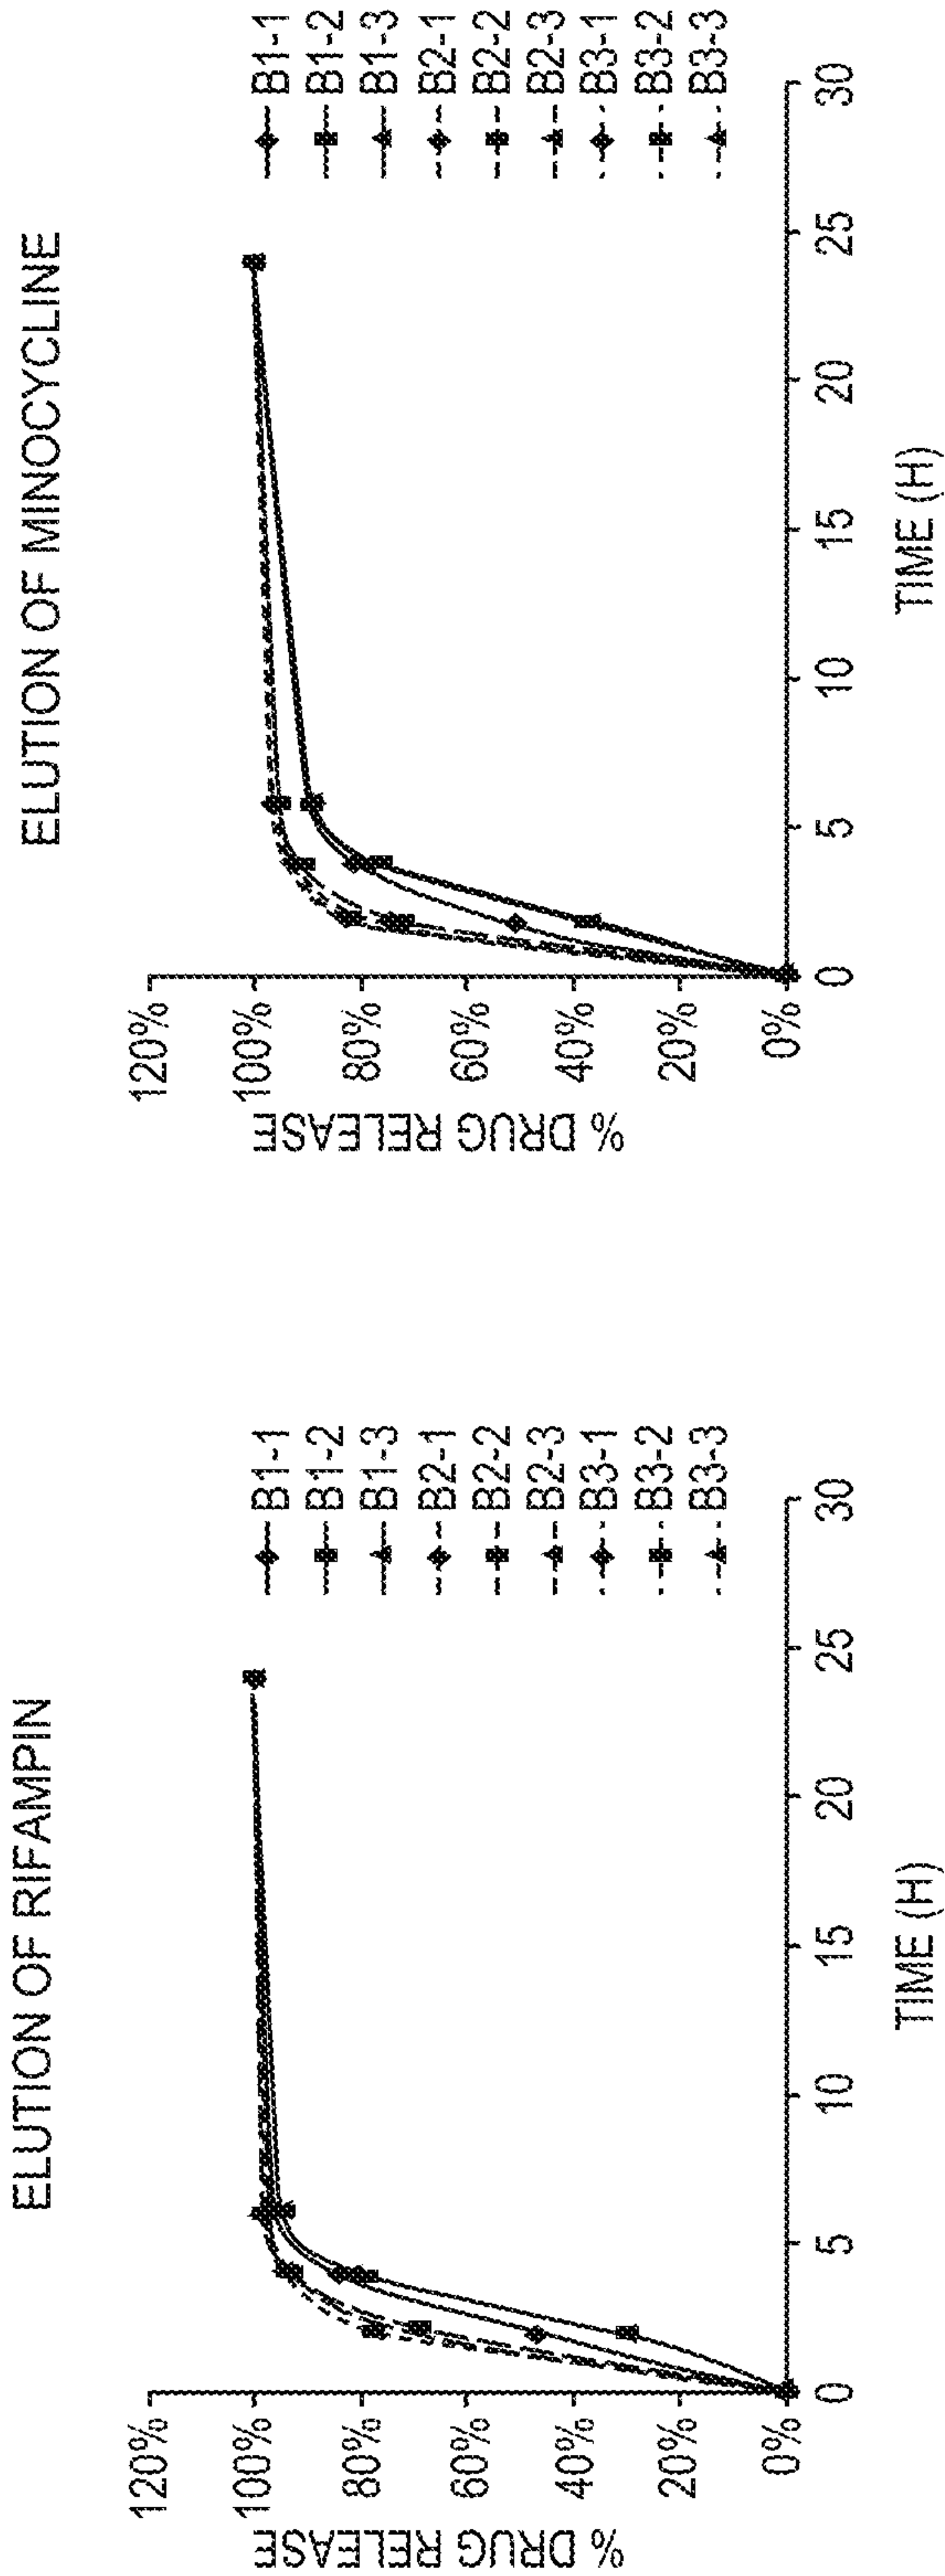 ELUTION OF RIFAMPIN
120%
100%
80%
60%
40%
20%
0%
% DRUG RELEASE
0 5 10 15 20 25 30
TIME (H)
B1-1
B1-2
B1-3
B2-1
B2-2
B2-3
B3-1
B3-2
B3-3
ELUTION OF MINOCYCLINE
120%
100%
80%
60%
40%
20%
0%
% DRUG RELEASE
0 5 10 15 20 25 30
TIME (H)
B1-1
B1-2
B1-3
B2-1
B2-2
B2-3
B3-1
B3-2
B3-3